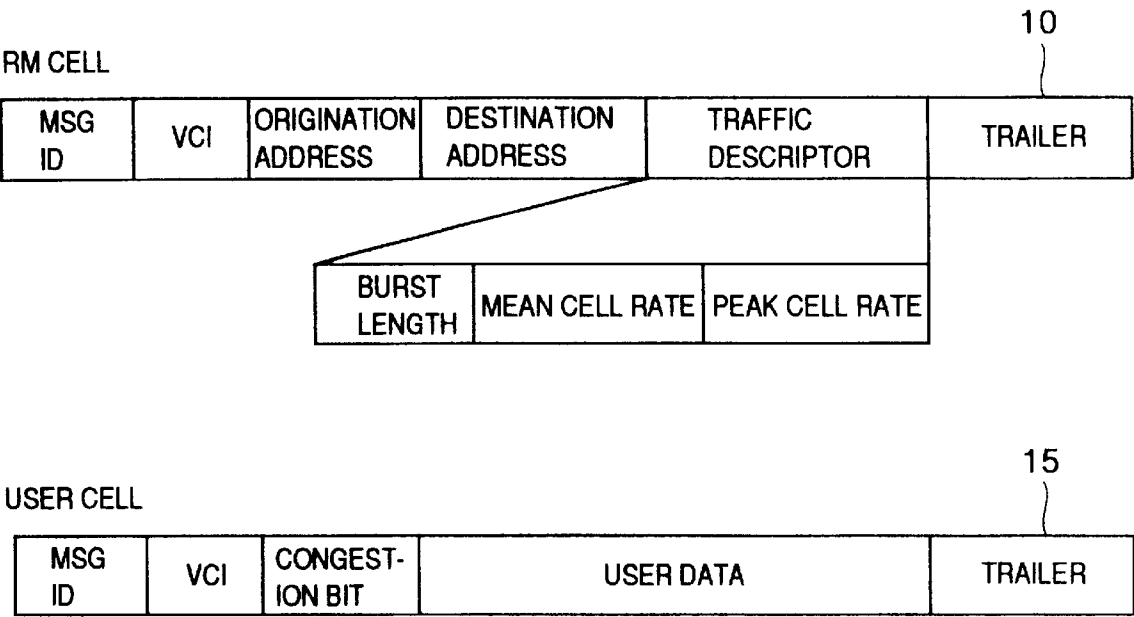 10
RM CELL
MSG ID
VCI
ORIGINATION ADDRESS
DESTINATION ADDRESS
TRAFFIC DESCRIPTOR
TRAILER
BURST LENGTH
MEAN CELL RATE
PEAK CELL RATE
15
USER CELL
MSG ID
VCI
CONGEST-
ION BIT
USER DATA
TRAILER